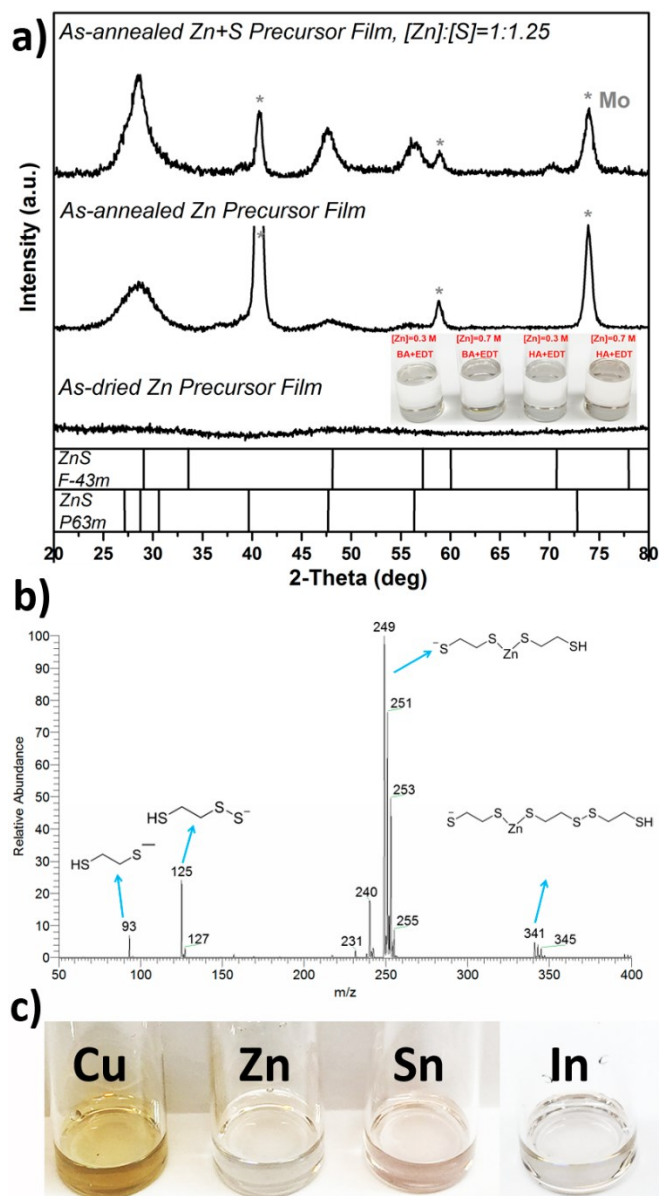 a)
As-annealed Zn+S Precursor Film, [Zn]:[S]=1:1.25
*
*
* Mo
As-annealed Zn Precursor Film
*
*
*
[Zn]=0.3 M [Zn]=0.7 M [Zn]=0.3 M [Zn]=0.7 M
BA+EDT BA+EDT HA+EDT HA+EDT
As-dried Zn Precursor Film
ZnS
F-43m
ZnS
P63m
20 25 30 35 40 45 50 55 60 65 70 75 80
2-Theta (deg)
Intensity (a.u.)
b)
100
90
80
70
60
50
40
30
20
10
0
Relative Abundance
249
251
253
255
240
231
125
127
93
341
345
-S S Zn S SH
HS S S-
HS S-
-S S Zn S S S SH
50 100 150 200 250 300 350 400
m/z
c)
Cu Zn Sn In